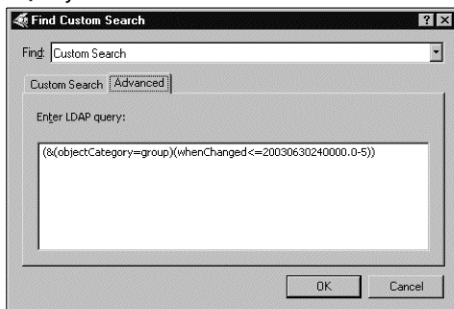 Find Custom Search
Find: Custom Search
Custom Search Advanced
Enter LDAP query:
(&(objectCategory=group)(whenChanged<=20030630240000.0-5))
OK Cancel